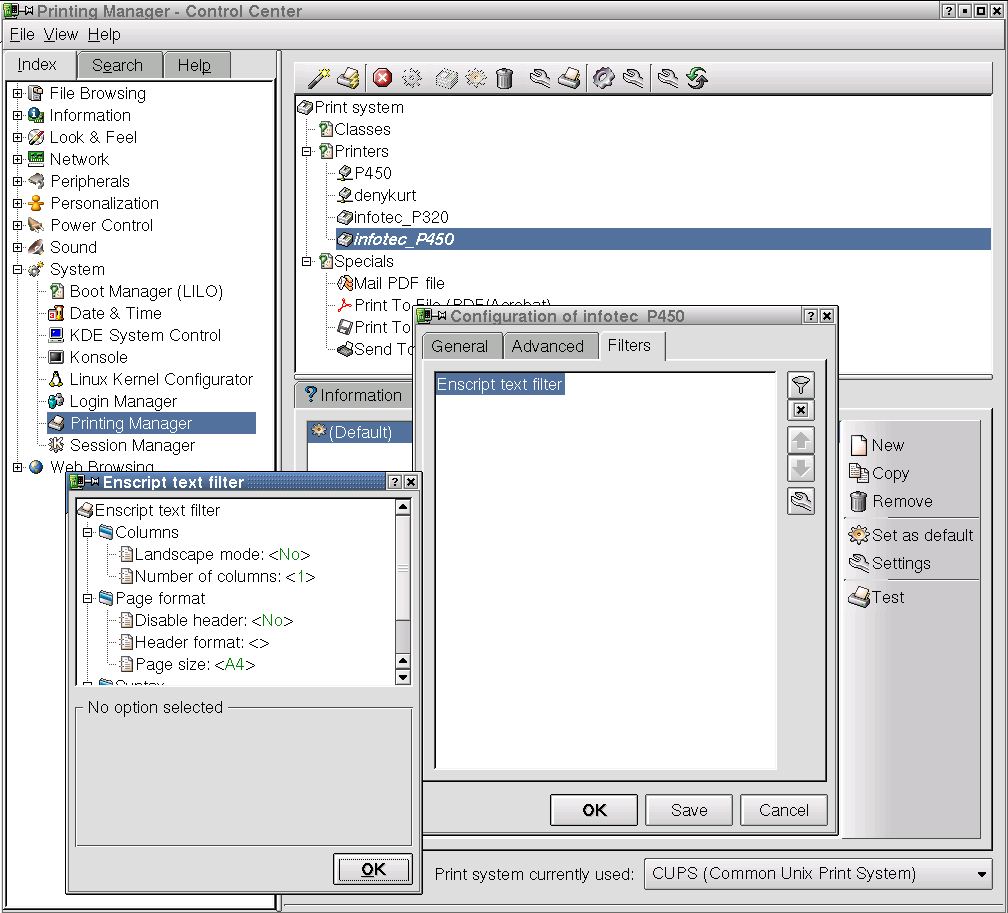 Printing Manager - Control Center
File View Help
Index Search Help
File Browsing
Information
Look & Feel
Network
Peripherals
Personalization
Power Control
Sound
System
Boot Manager (LILO)
Date & Time
KDE System Control
Konsole
Linux Kernel Configurator
Login Manager
Printing Manager
Session Manager
Web Browsing
Print system
Classes
Printers
P450
denykurt
infotec_P320
infotec_P450
Specials
Mail PDF file
Print To File (PDF/Acrobat)
Print To
Send To
Information
(Default)
New
Copy
Remove
Set as default
Settings
Test
Configuration of infotec_P450
General Advanced Filters
Enscript text filter
OK Save Cancel
Enscript text filter
Enscript text filter
Columns
Landscape mode: <No>
Number of columns: <1>
Page format
Disable header: <No>
Header format: <>
Page size: <A4>
Syntax
No option selected
OK
Print system currently used: CUPS (Common Unix Print System)